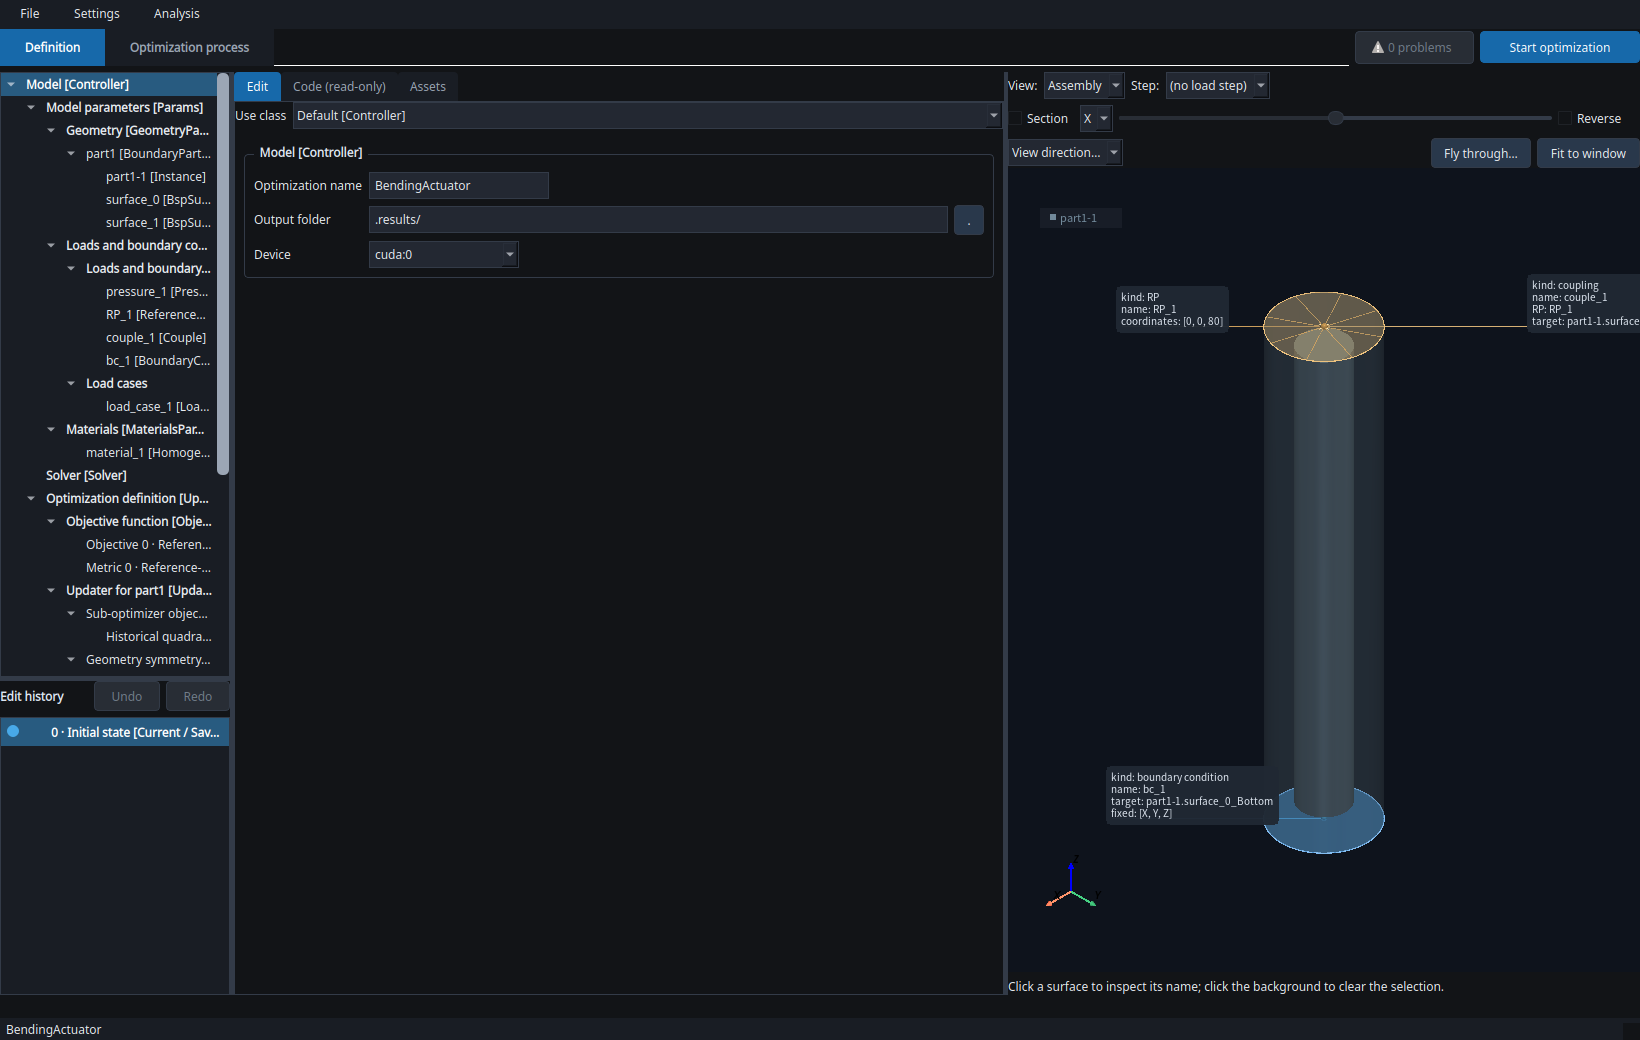 File Settings Analysis
Definition Optimization process 0 problems Start optimization
Model [Controller]
Model parameters [Params]
Geometry [GeometryPa...
part1 [BoundaryPart...
part1-1 [Instance]
surface_0 [BspSu...
surface_1 [BspSu...
Loads and boundary co...
Loads and boundary...
pressure_1 [Pres...
RP_1 [Reference...
couple_1 [Couple]
bc_1 [BoundaryC...
Load cases
load_case_1 [Loa...
Materials [MaterialsPar...
material_1 [Homoge...
Solver [Solver]
Optimization definition [Up...
Objective function [Obje...
Objective 0 · Referen...
Metric 0 · Reference-...
Updater for part1 [Upda...
Sub-optimizer objec...
Historical quadra...
Geometry symmetry...
Edit history Undo Redo
0 · Initial state [Current / Sav...
Edit Code (read-only) Assets
Use class Default [Controller]
Model [Controller]
Optimization name BendingActuator
Output folder .results/ .
Device cuda:0
View: Assembly Step: (no load step)
Section X Reverse
View direction... Fly through... Fit to window
part1-1
kind: RP
name: RP_1
coordinates: [0, 0, 80]
kind: coupling
name: couple_1
RP: RP_1
target: part1-1.surface
kind: boundary condition
name: bc_1
target: part1-1.surface_0_Bottom
fixed: [X, Y, Z]
Z
Y
Click a surface to inspect its name; click the background to clear the selection.
BendingActuator